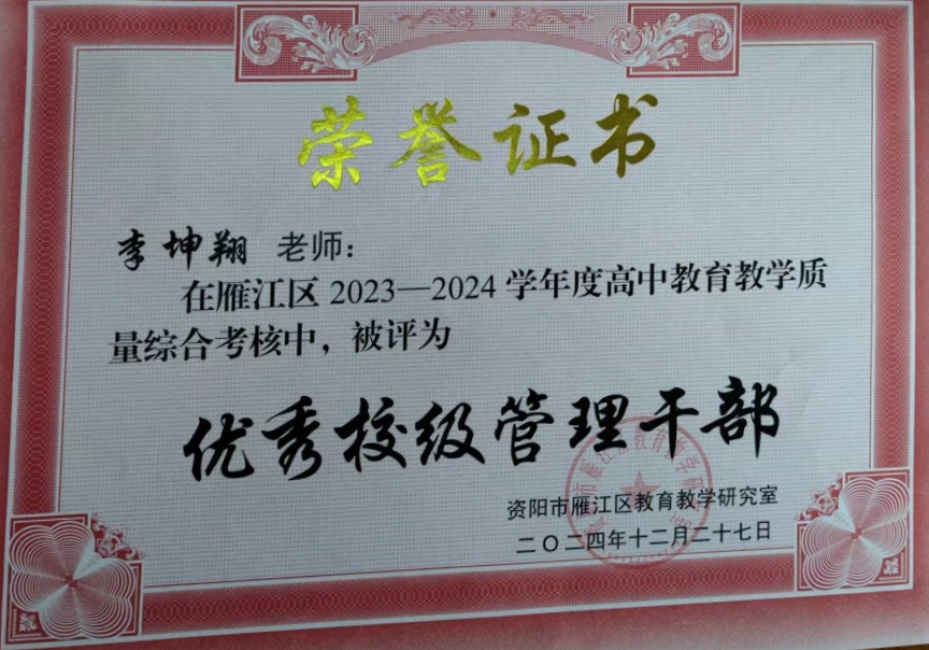 荣誉证书
李坤翔 老师：
在雁江区 2023—2024 学年度高中教育教学质
量综合考核中，被评为
优秀校级管理干部
资阳市雁江区教育教学研究室
二〇二四年十二月二十七日